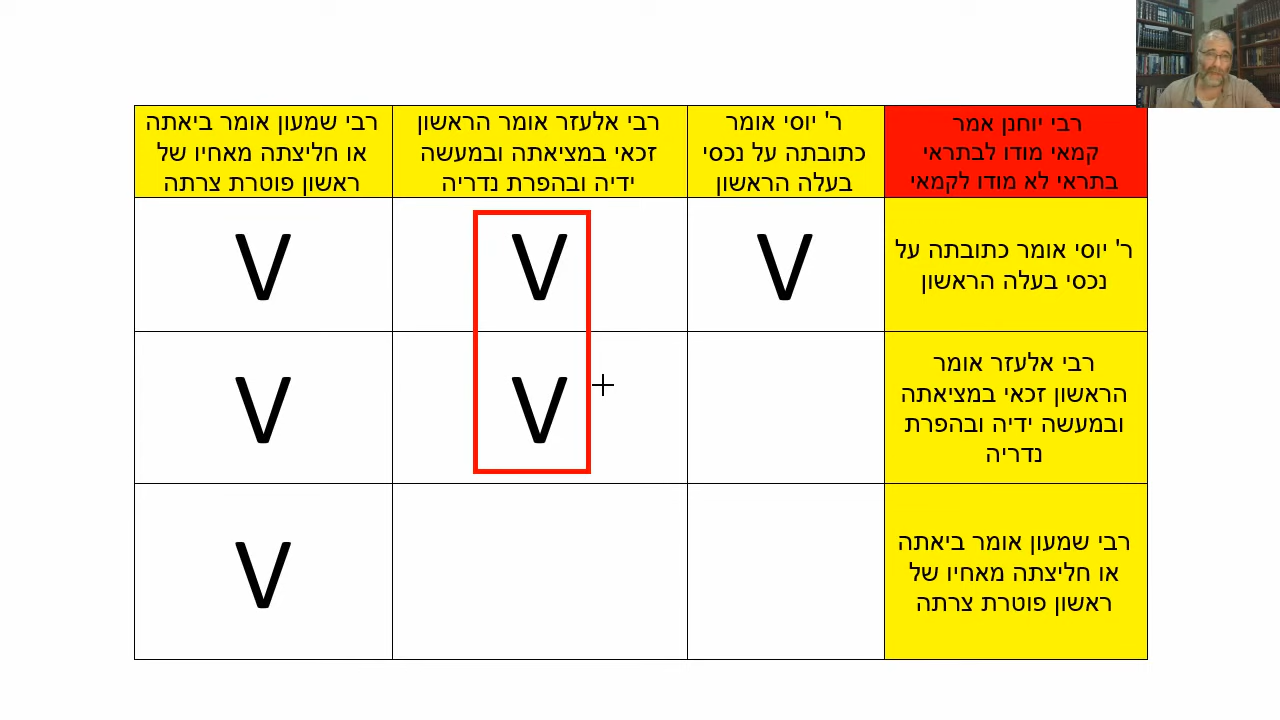 רבי יוחנן אמר
קמאי מודו לבתראי
בתראי לא מודו לקמאי
ר' יוסי אומר
כתובתה על נכסי
בעלה הראשון
רבי אלעזר אומר הראשון
זכאי במציאתה ובמעשה
ידיה ובהפרת נדריה
רבי שמעון אומר ביאתה
או חליצתה מאחיו של
ראשון פוטרת צרתה
ר' יוסי אומר כתובתה על
נכסי בעלה הראשון
V
V
V
רבי אלעזר אומר
הראשון זכאי במציאתה
ובמעשה ידיה ובהפרת
נדריה
V
V
רבי שמעון אומר ביאתה
או חליצתה מאחיו של
ראשון פוטרת צרתה
V